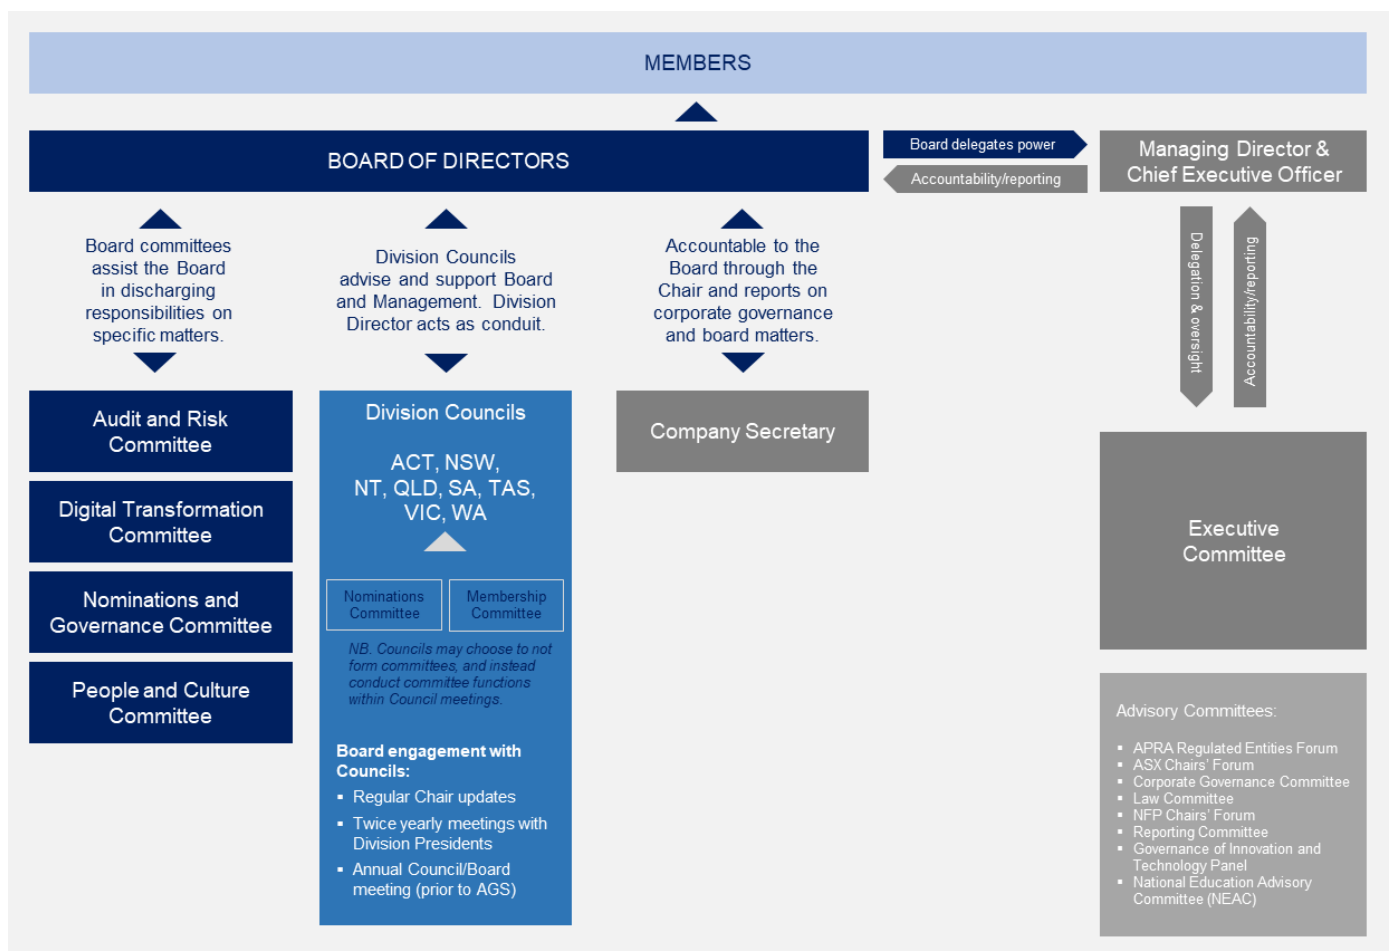 MEMBERS
BOARD OF DIRECTORS
Board delegates power
Accountability/reporting
Managing Director &
Chief Executive Officer
Board committees
assist the Board
in discharging
responsibilities on
specific matters.
Division Councils
advise and support Board
and Management. Division
Director acts as conduit.
Accountable to the
Board through the
Chair and reports on
corporate governance
and board matters.
Delegation & oversight
Accountability/reporting
Audit and Risk
Committee
Digital Transformation
Committee
Nominations and
Governance Committee
People and Culture
Committee
Division Councils
ACT, NSW,
NT, QLD, SA, TAS,
VIC, WA
Nominations
Committee
Membership
Committee
NB. Councils may choose to not
form committees, and instead
conduct committee functions
within Council meetings.
Board engagement with
Councils:
▪ Regular Chair updates
▪ Twice yearly meetings with
Division Presidents
▪ Annual Council/Board
meeting (prior to AGS)
Company Secretary
Executive
Committee
Advisory Committees:
▪ APRA Regulated Entities Forum
▪ ASX Chairs' Forum
▪ Corporate Governance Committee
▪ Law Committee
▪ NFP Chairs' Forum
▪ Reporting Committee
▪ Governance of Innovation and
Technology Panel
▪ National Education Advisory
Committee (NEAC)